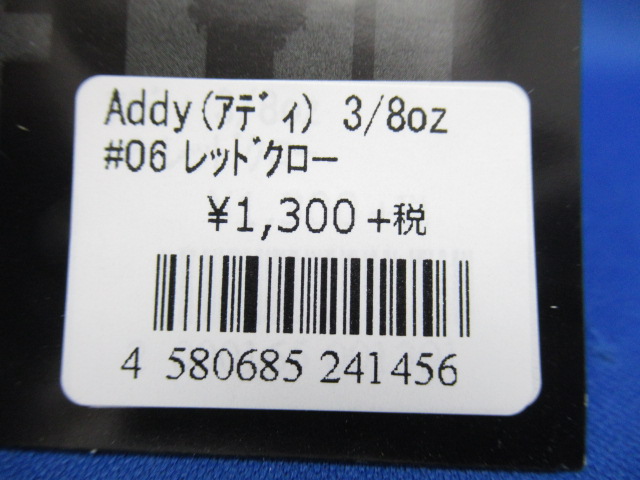 Addy(ｱﾃﾞｨ) 3/8oz
#06 ﾚｯﾄﾞｸﾛｰ
¥1,300+税
4 580685 241456